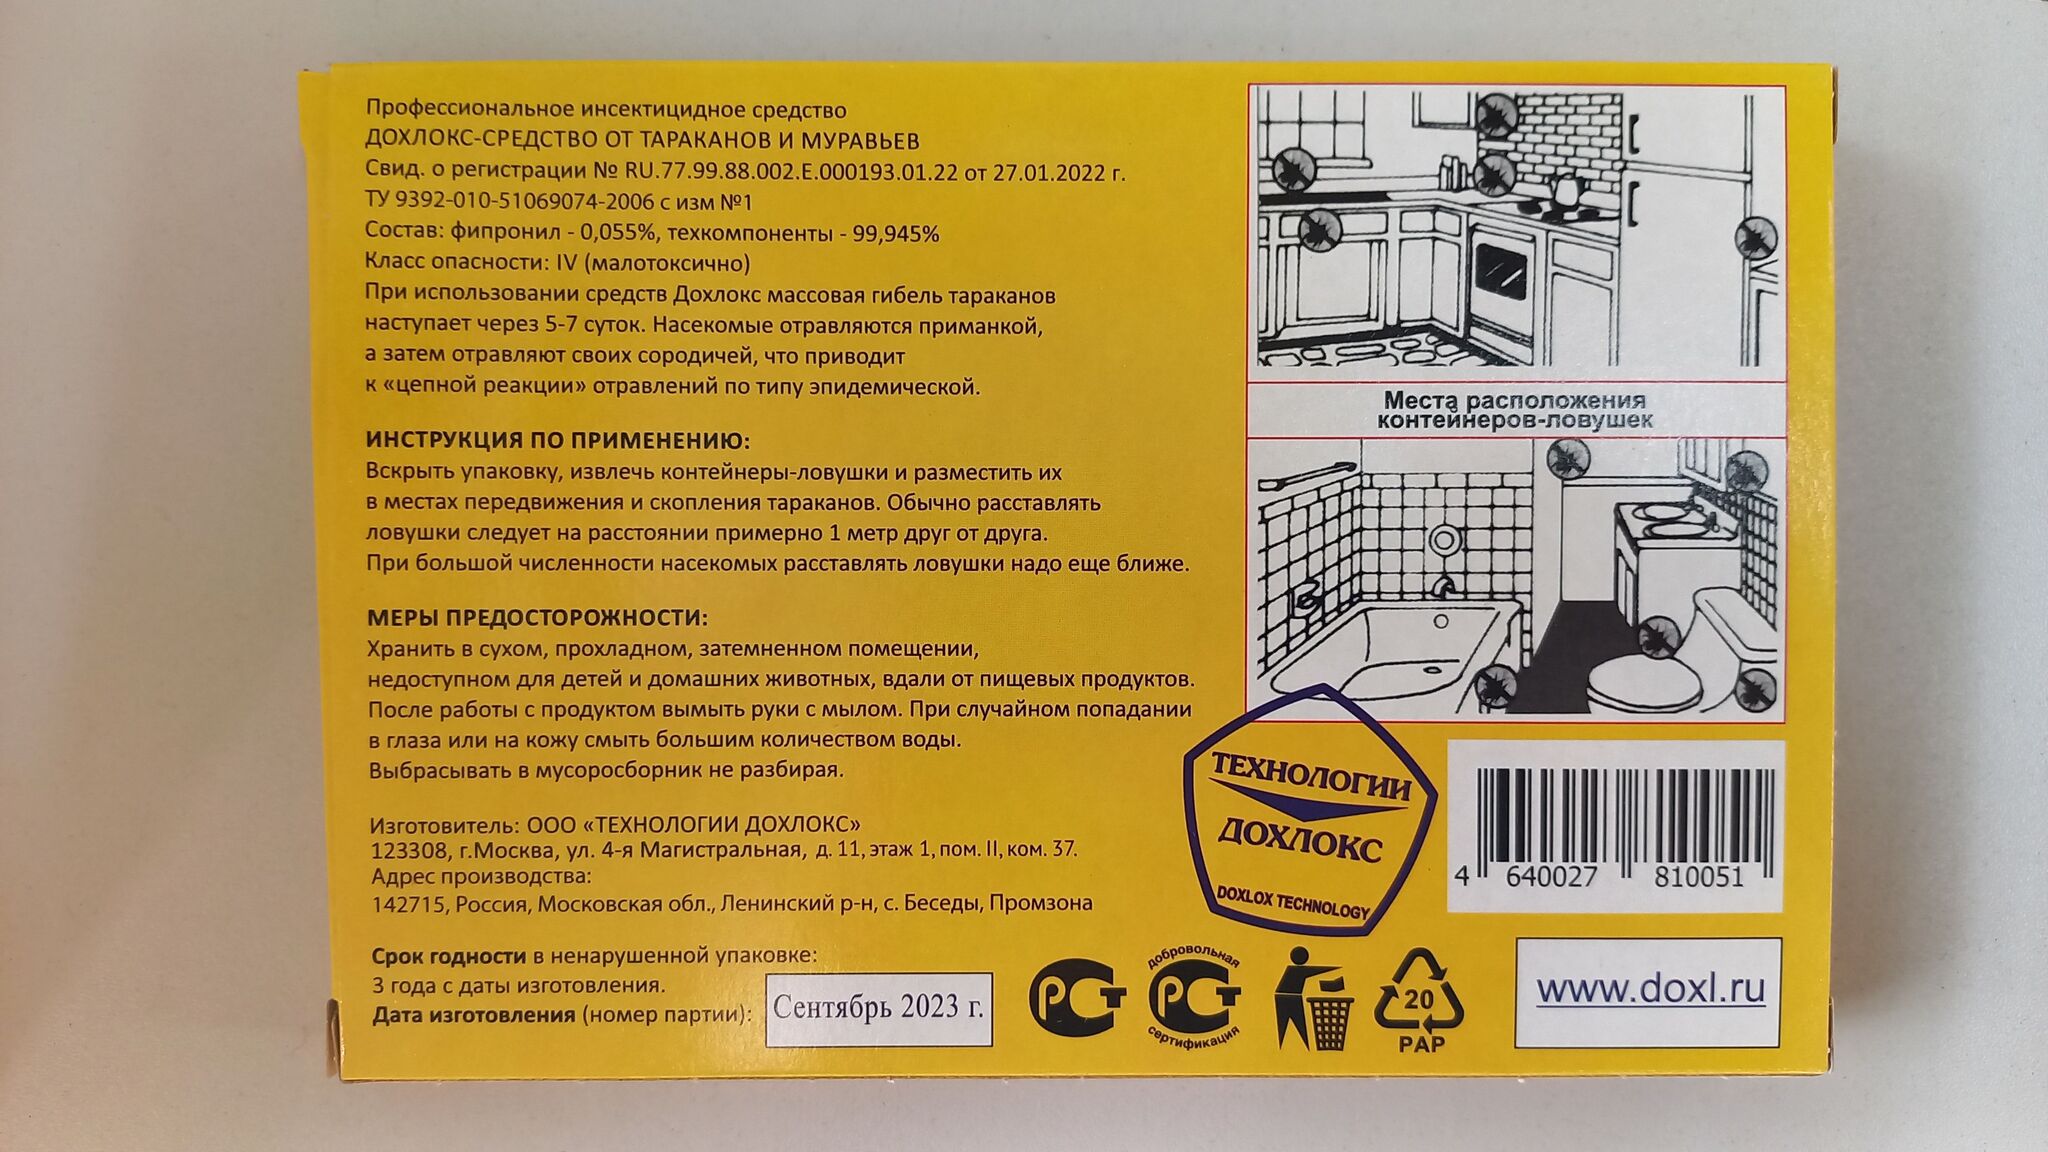 Профессиональное инсектицидное средство
ДОХЛОКС-СРЕДСТВО ОТ ТАРАКАНОВ И МУРАВЬЕВ
Свид. о регистрации № RU.77.99.88.002.Е.000193.01.22 от 27.01.2022 г.
ТУ 9392-010-51069074-2006 с изм №1
Состав: фипронил - 0,055%, техкомпоненты - 99,945%
Класс опасности: IV (малотоксично)
При использовании средств Дохлокс массовая гибель тараканов
наступает через 5-7 суток. Насекомые отравляются приманкой,
а затем отравляют своих сородичей, что приводит
к «цепной реакции» отравлений по типу эпидемической.
ИНСТРУКЦИЯ ПО ПРИМЕНЕНИЮ:
Вскрыть упаковку, извлечь контейнеры-ловушки и разместить их
в местах передвижения и скопления тараканов. Обычно расставлять
ловушки следует на расстоянии примерно 1 метр друг от друга.
При большой численности насекомых расставлять ловушки надо еще ближе.
МЕРЫ ПРЕДОСТОРОЖНОСТИ:
Хранить в сухом, прохладном, затемненном помещении,
недоступном для детей и домашних животных, вдали от пищевых продуктов.
После работы с продуктом вымыть руки с мылом. При случайном попадании
в глаза или на кожу смыть большим количеством воды.
Выбрасывать в мусоросборник не разбирая.
Изготовитель: ООО «ТЕХНОЛОГИИ ДОХЛОКС»
123308, г.Москва, ул. 4-я Магистральная, д. 11, этаж 1, пом. II, ком. 37.
Адрес производства:
142715, Россия, Московская обл., Ленинский р-н, с. Беседы, Промзона
Срок годности в ненарушенной упаковке:
3 года с даты изготовления.
Дата изготовления (номер партии):
Сентябрь 2023 г.
Места расположения
контейнеров-ловушек
ТЕХНОЛОГИИ
ДОХЛОКС
DOXLOX TECHNOLOGY
4 640027 810051
РСТ
добровольная
РСТ
сертификация
20
PAP
www.doxl.ru